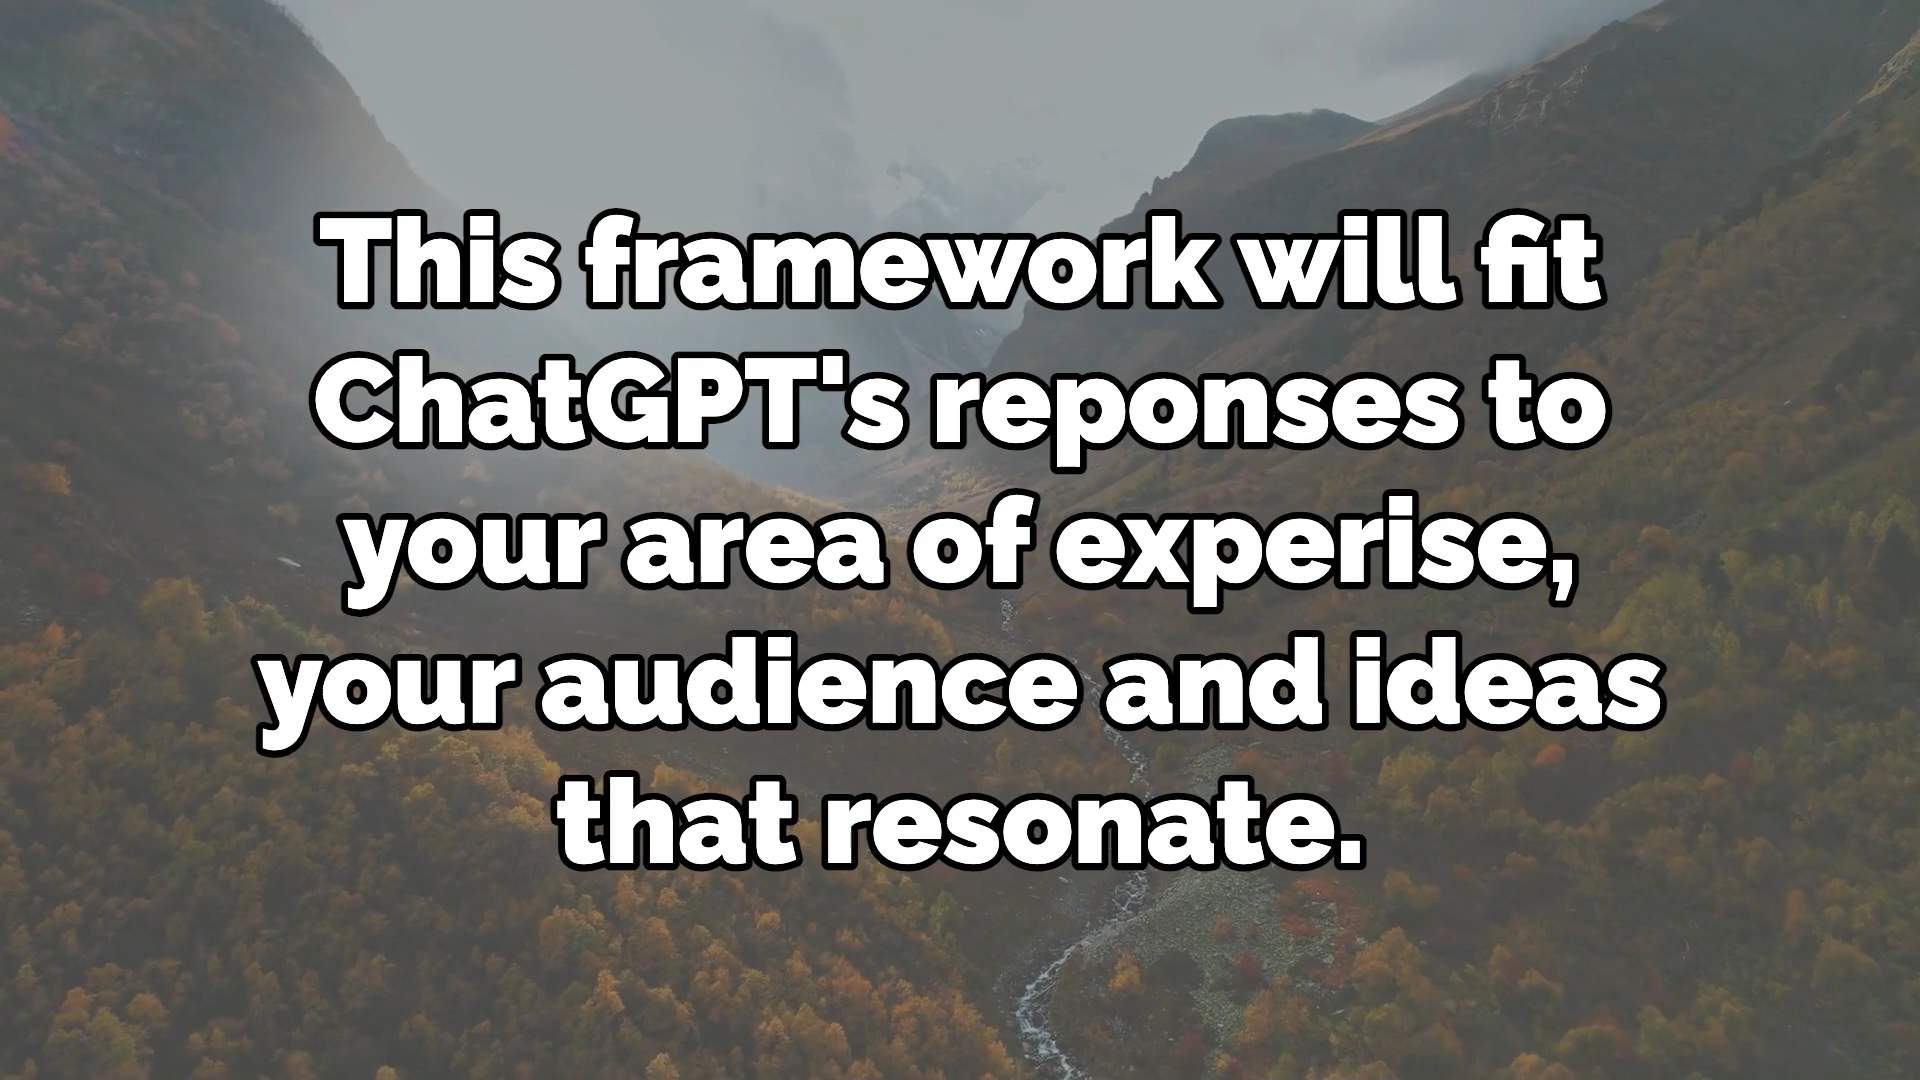 This framework will fit
ChatGPT's reponses to
your area of experise,
your audience and ideas
that resonate.